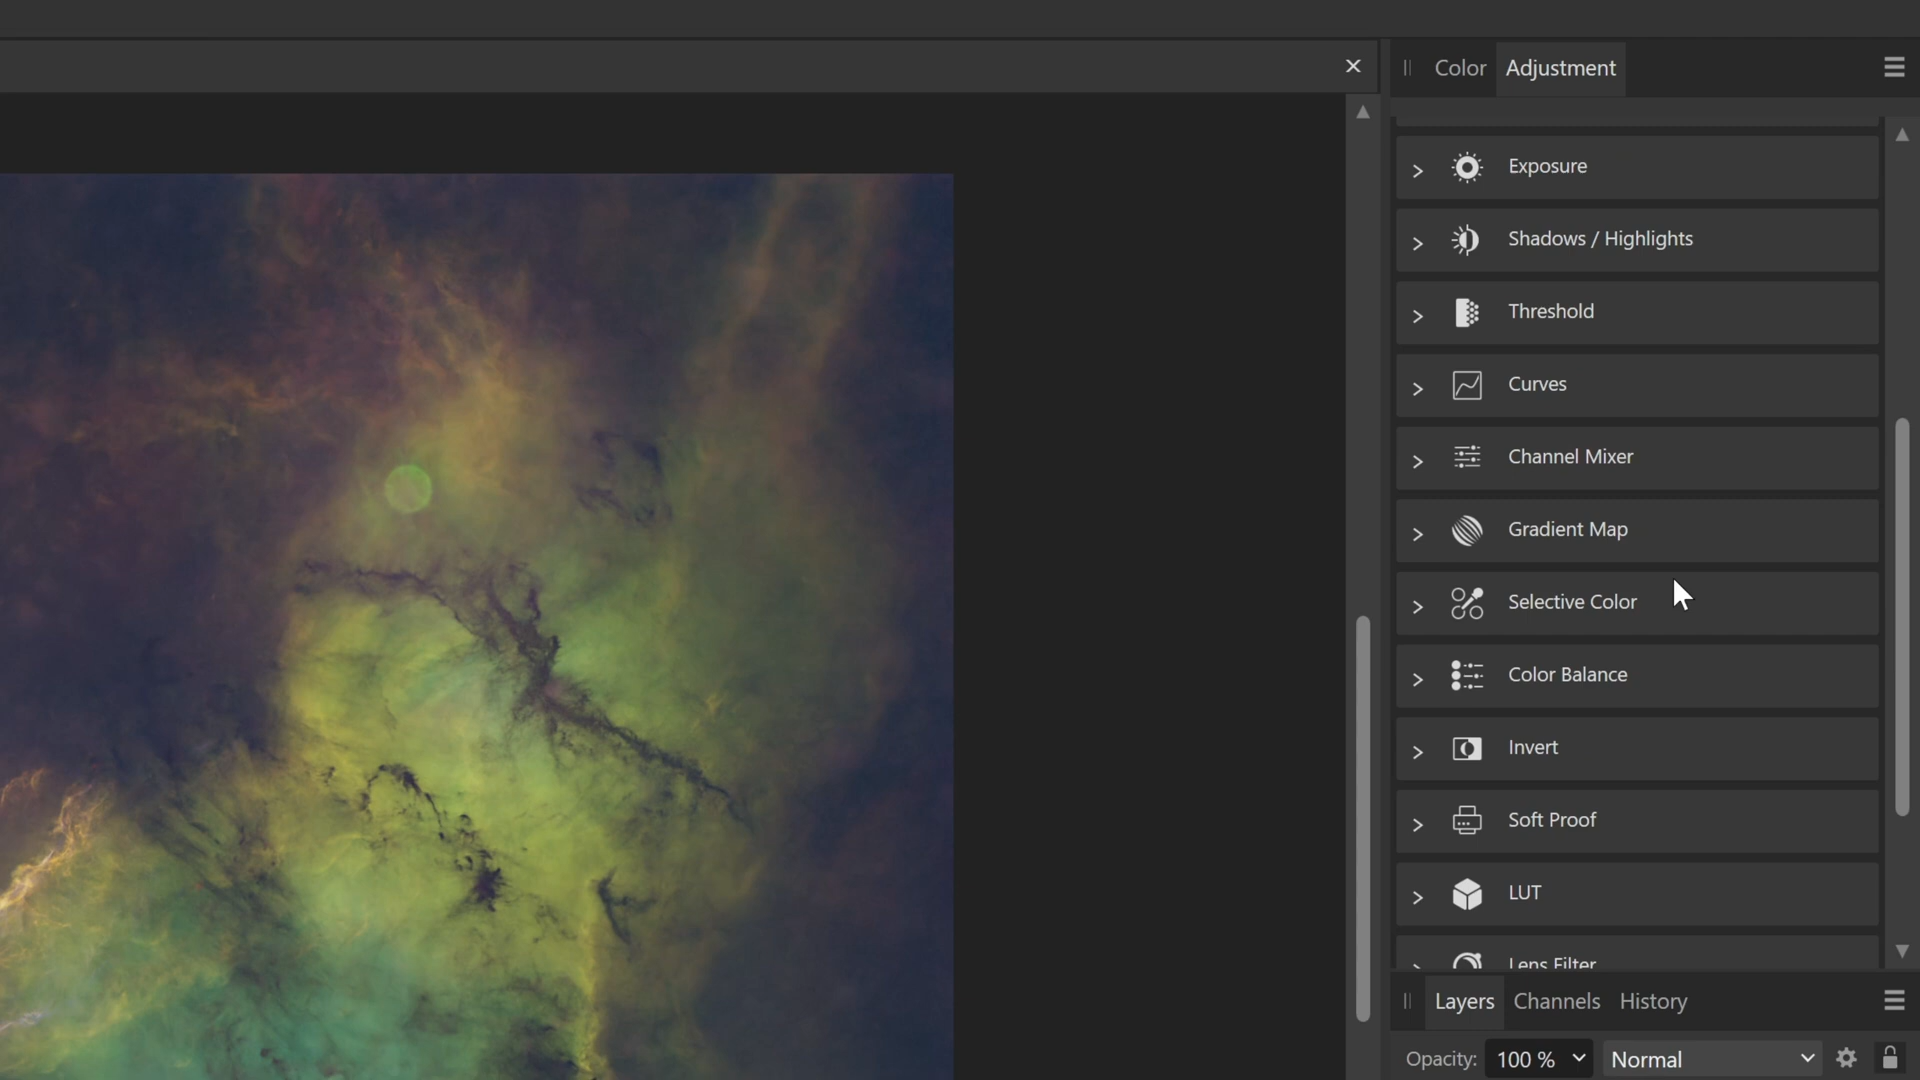 Color Adjustment
Exposure
Shadows / Highlights
Threshold
Curves
Channel Mixer
Gradient Map
Selective Color
Color Balance
Invert
Soft Proof
LUT
Lens Filter
Layers Channels History
Opacity: 100 % Normal